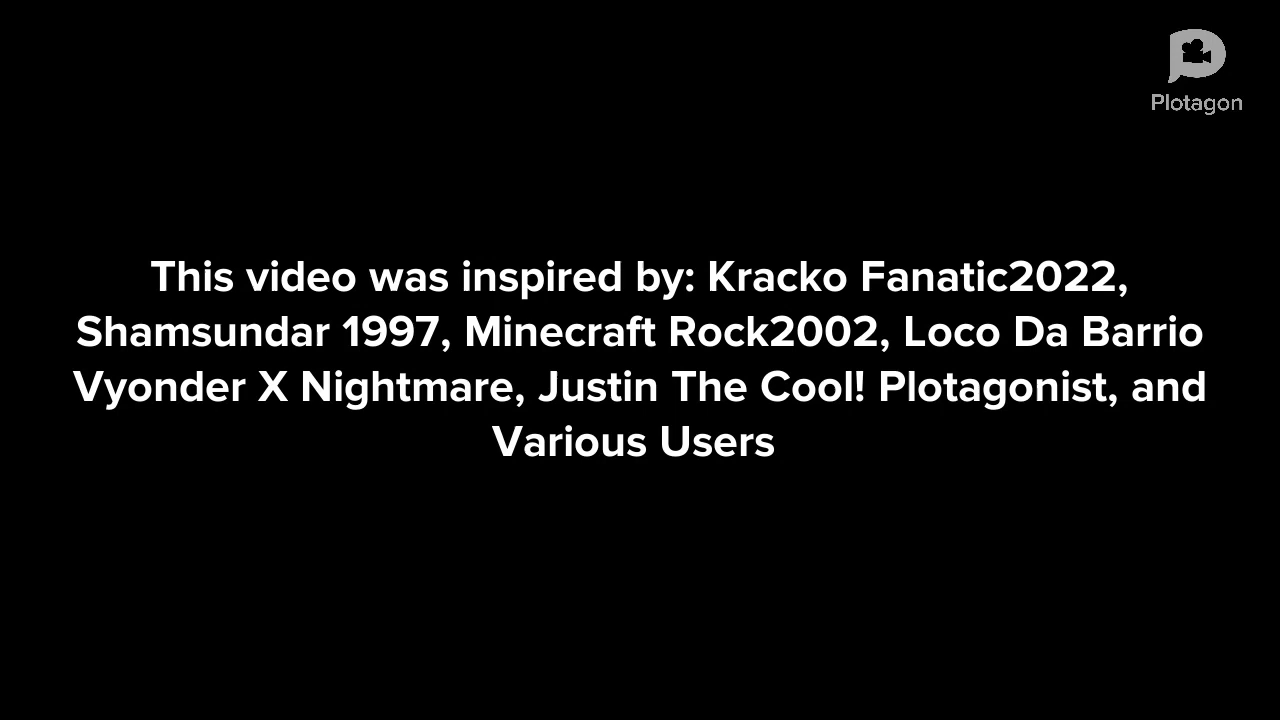 Plotagon
This video was inspired by: Kracko Fanatic2022,
Shamsundar 1997, Minecraft Rock2002, Loco Da Barrio
Vyonder X Nightmare, Justin The Cool! Plotagonist, and
Various Users